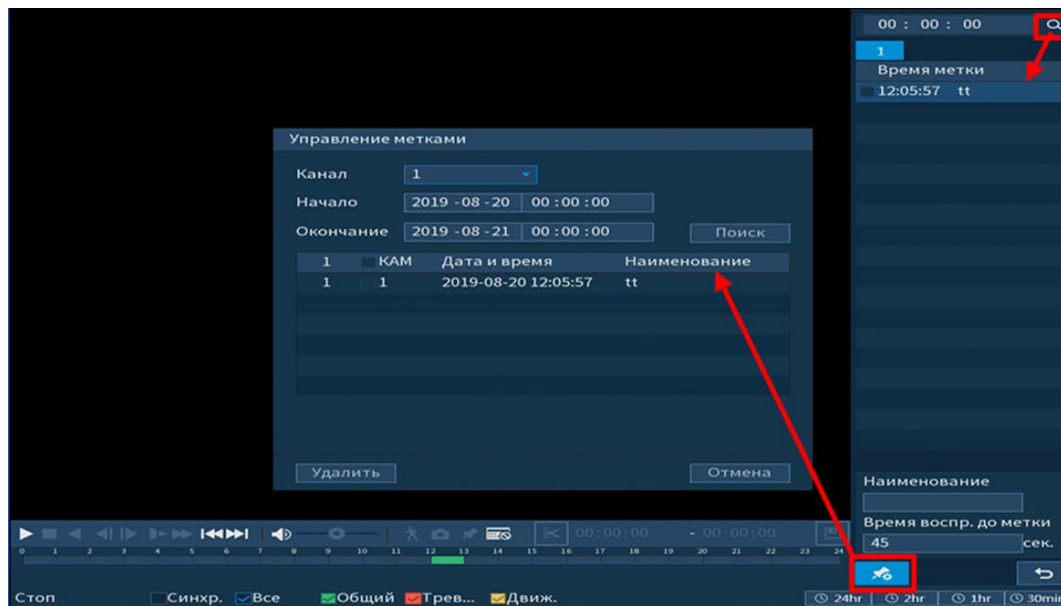 00 : 00 : 00
1
Время метки
12:05:57 tt
Управление метками
Канал 1
Начало 2019 -08 -20 00 : 00 : 00
Окончание 2019 -08 -21 00 : 00 : 00 Поиск
1 КАМ Дата и время Наименование
1 1 2019-08-20 12:05:57 tt
Удалить Отмена
Наименование
Время воспр. до метки
45 сек.
00:00:00 - 00:00:00
0 1 2 3 4 5 6 7 8 9 10 11 12 13 14 15 16 17 18 19 20 21 22 23 24
Стоп Синхр. Все Общий Трев... Движ. 24hr 2hr 1hr 30min